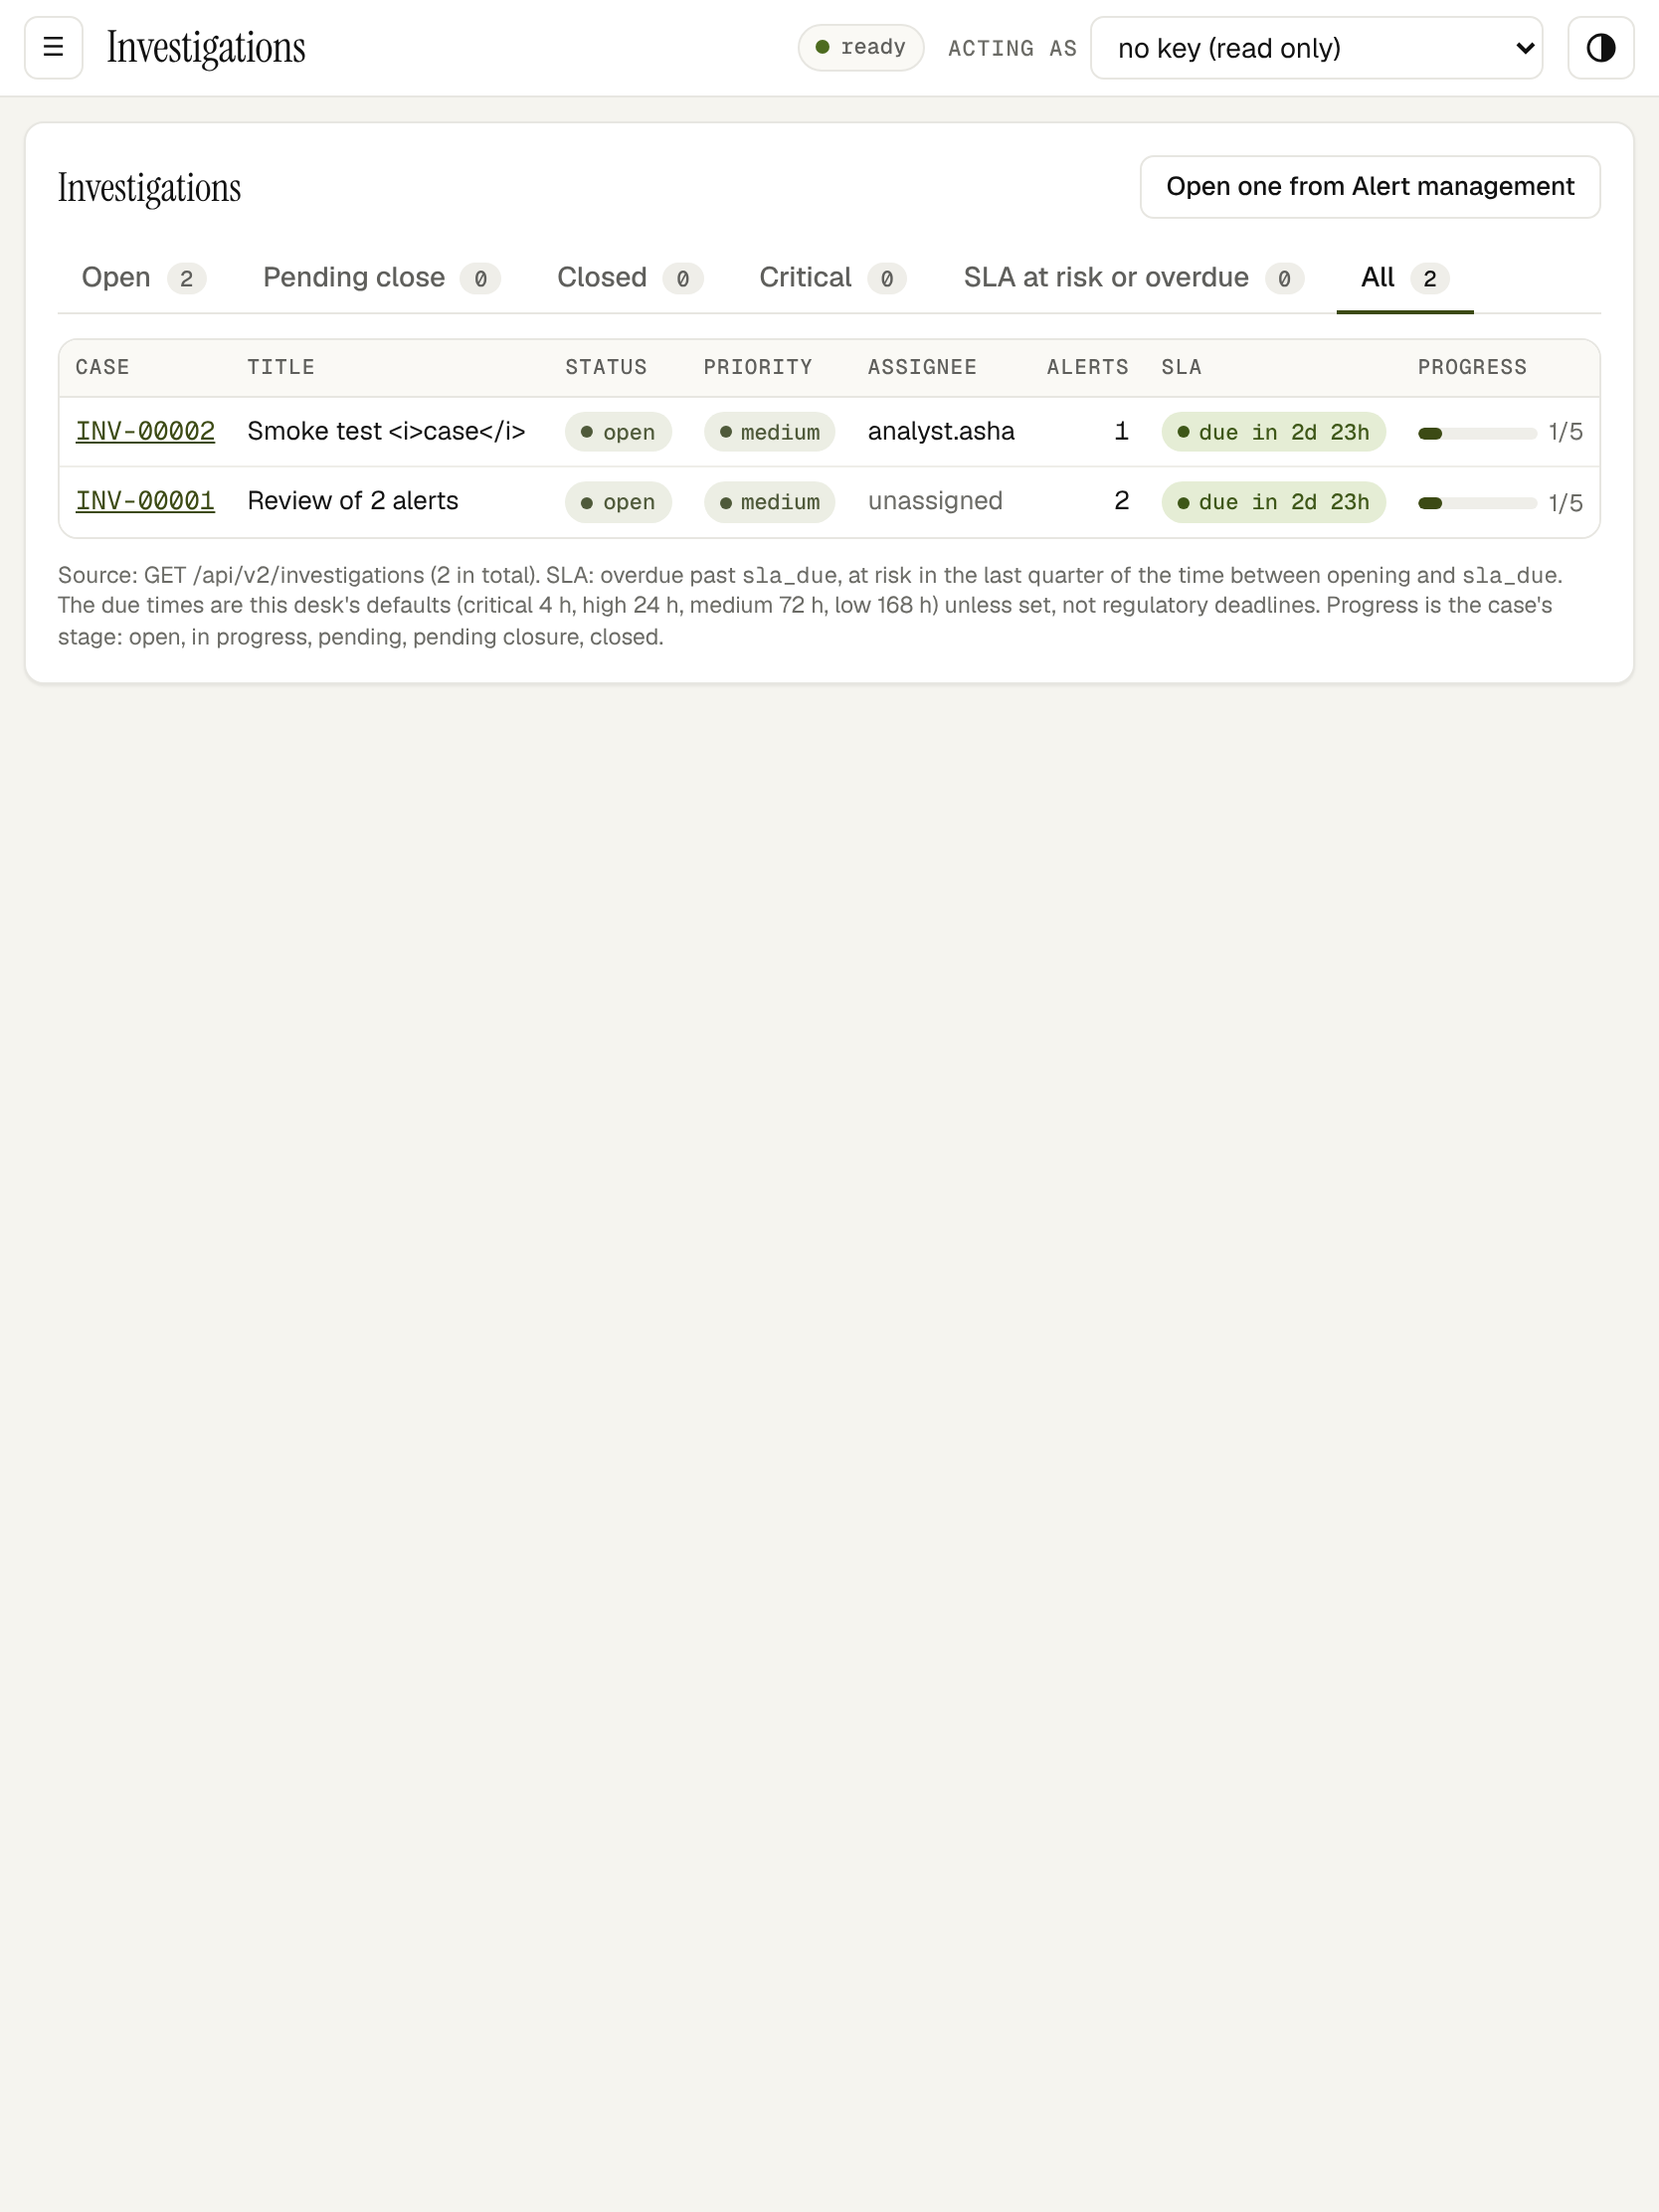 ☰ Investigations ready ACTING AS no key (read only)
Investigations Open one from Alert management
Open 2 Pending close 0 Closed 0 Critical 0 SLA at risk or overdue 0 All 2
CASE TITLE STATUS PRIORITY ASSIGNEE ALERTS SLA PROGRESS
INV-00002 Smoke test <i>case</i> open medium analyst.asha 1 due in 2d 23h 1/5
INV-00001 Review of 2 alerts open medium unassigned 2 due in 2d 23h 1/5
Source: GET /api/v2/investigations (2 in total). SLA: overdue past sla_due, at risk in the last quarter of the time between opening and sla_due.
The due times are this desk's defaults (critical 4 h, high 24 h, medium 72 h, low 168 h) unless set, not regulatory deadlines. Progress is the case's
stage: open, in progress, pending, pending closure, closed.